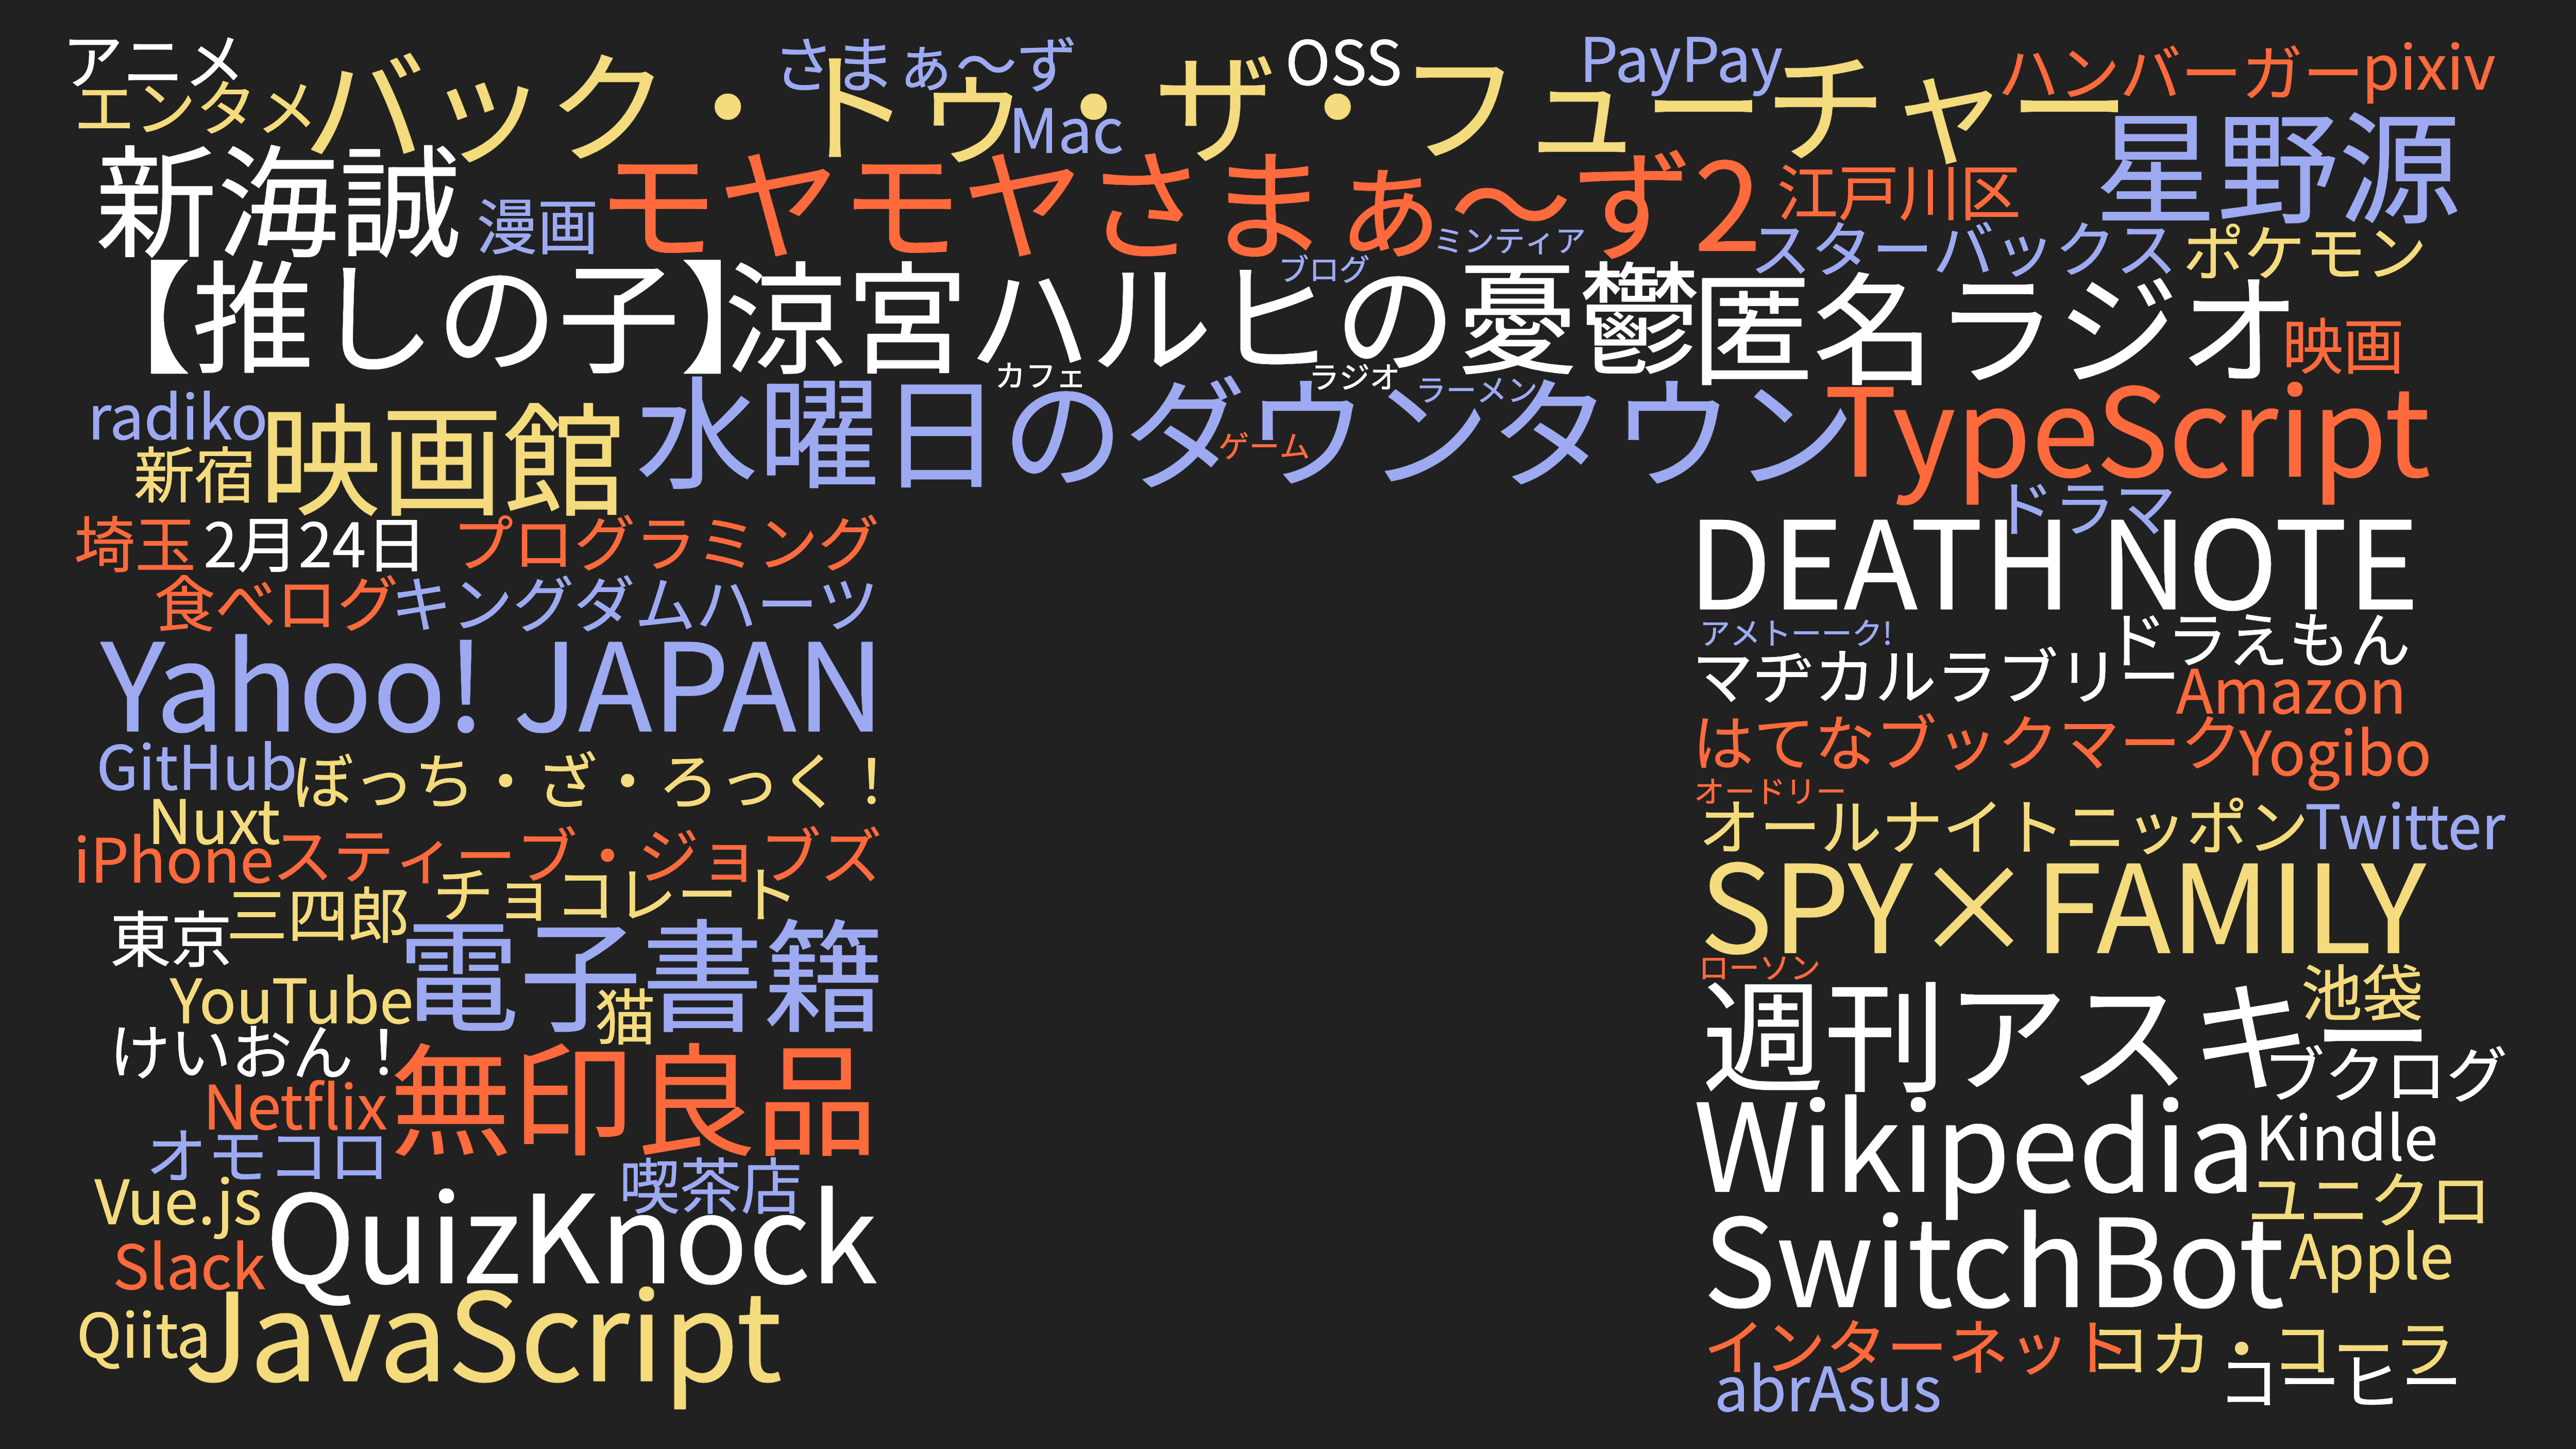 アニメ
さまぁ〜ず
OSS
PayPay
ハンバーガー
pixiv
エンタメ
バック・トゥ・ザ・フューチャー
Mac
星野源
新海誠
漫画
モヤモヤさまぁ〜ず2
江戸川区
ミンティア
スターバックス
ポケモン
ブログ
【推しの子】
涼宮ハルヒの憂鬱
匿名ラジオ
映画
カフェ
ラジオ
ラーメン
radiko
映画館
水曜日のダウンタウン
TypeScript
ゲーム
新宿
ドラマ
埼玉
2月24日
プログラミング
DEATH NOTE
食べログ
キングダムハーツ
アメトーーク!
ドラえもん
Yahoo! JAPAN
マヂカルラブリー
Amazon
はてなブックマーク
Yogibo
GitHub
ぼっち・ざ・ろっく！
オードリー
Nuxt
オールナイトニッポン
Twitter
iPhone
スティーブ・ジョブズ
チョコレート
SPY×FAMILY
三四郎
東京
電子書籍
ローソン
池袋
YouTube
猫
週刊アスキー
けいおん！
ブクログ
Netflix
無印良品
Wikipedia
Kindle
オモコロ
喫茶店
Vue.js
QuizKnock
ユニクロ
Slack
SwitchBot
Apple
Qiita
JavaScript
インターネット
コカ・コーラ
abrAsus
コーヒー